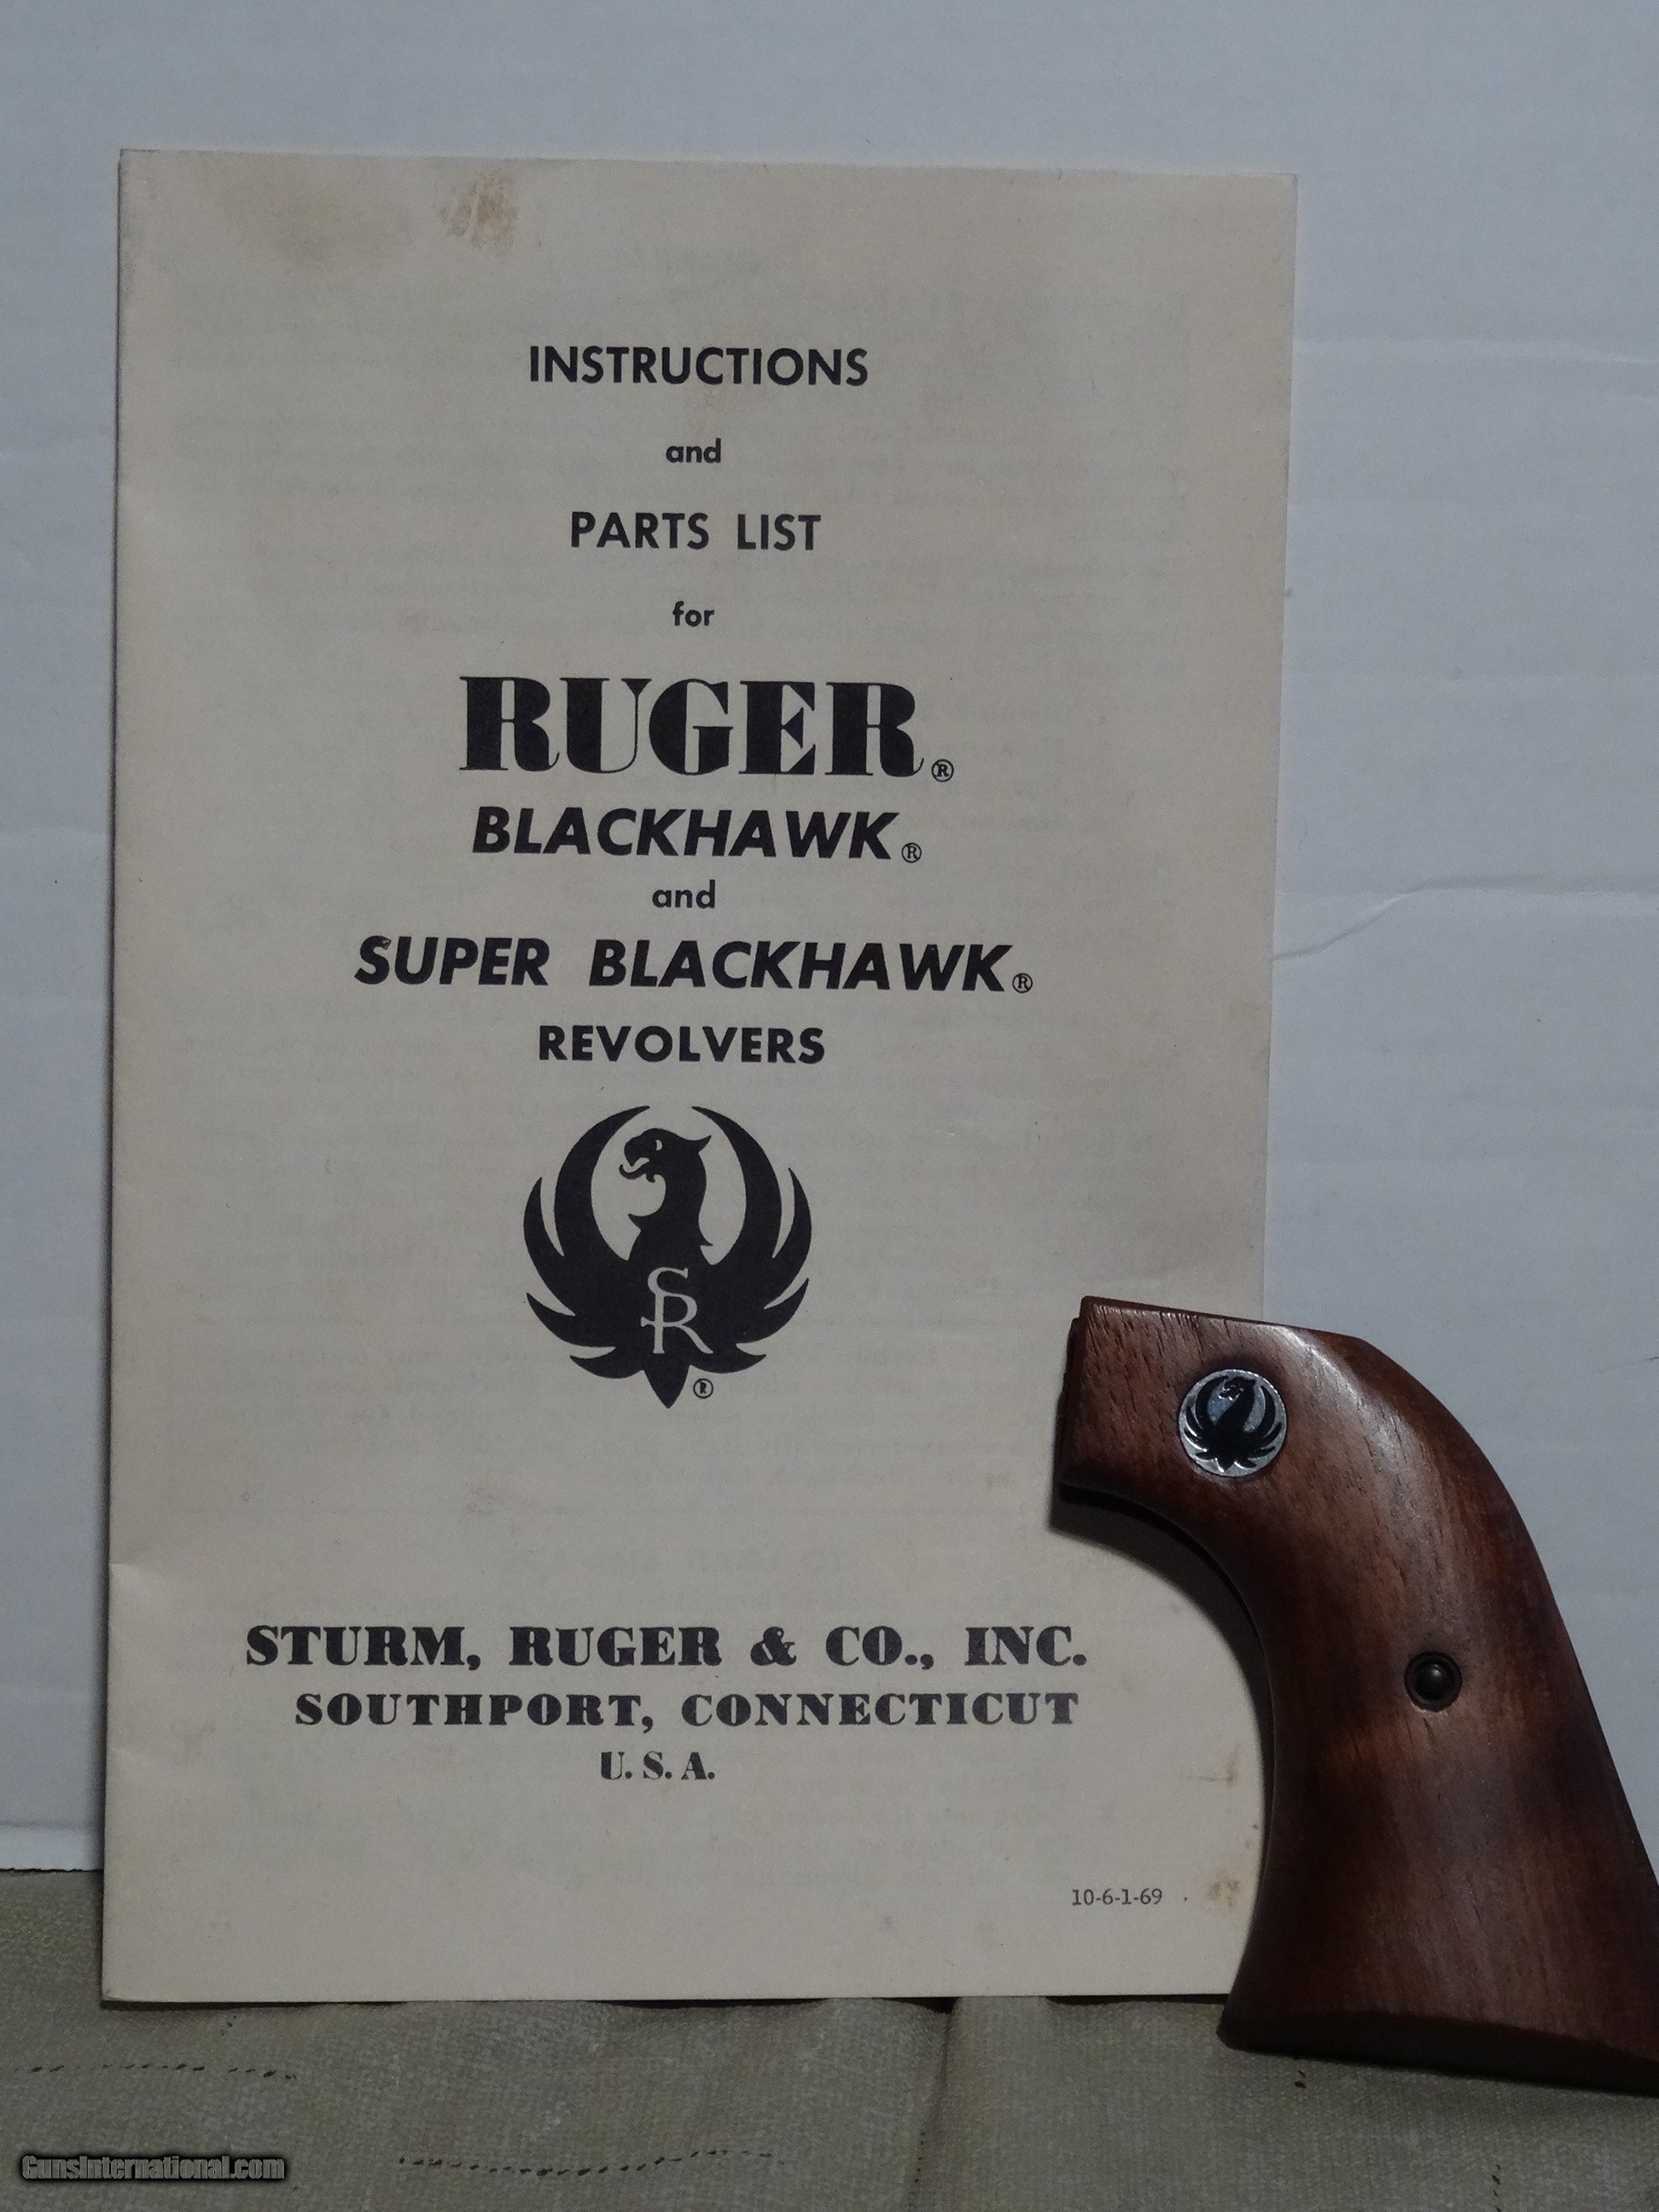 INSTRUCTIONS
and
PARTS LIST
for
RUGER®
BLACKHAWK®
and
SUPER BLACKHAWK®
REVOLVERS
SR
®
STURM, RUGER & CO., INC.
SOUTHPORT, CONNECTICUT
U. S. A.
10-6-1-69
GunsInternational.com